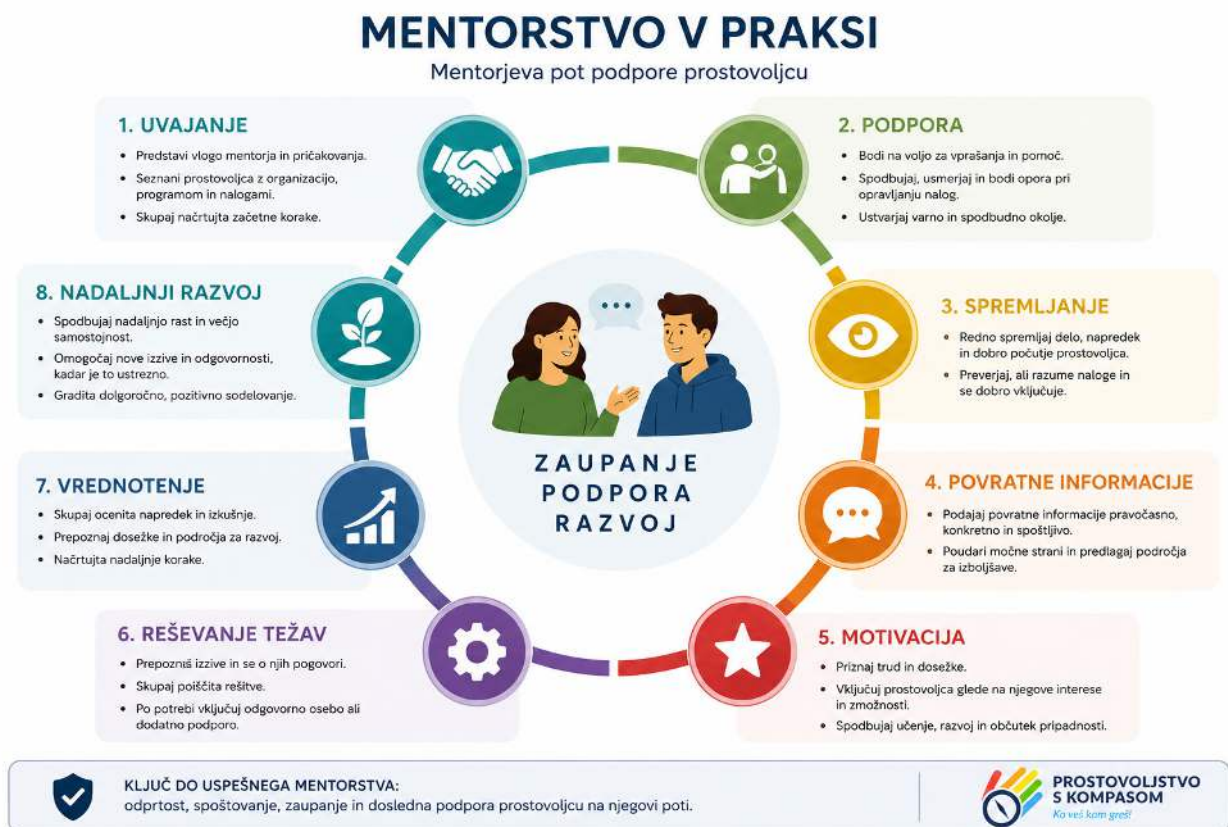 MENTORSTVO V PRAKSI
Mentorjeva pot podpore prostovoljcu
1. UVAJANJE
• Predstavi vlogo mentorja in pričakovanja.
• Seznani prostovoljca z organizacijo,
programom in nalogami.
• Skupaj načrtujta začetne korake.
2. PODPORA
• Bodi na voljo za vprašanja in pomoč.
• Spodbujaj, usmerjaj in bodi opora pri
opravljanju nalog.
• Ustvarjaj varno in spodbudno okolje.
3. SPREMLJANJE
• Redno spremljaj delo, napredek
in dobro počutje prostovoljca.
• Preverjaj, ali razume naloge in
se dobro vključuje.
4. POVRATNE INFORMACIJE
• Podajaj povratne informacije pravočasno,
konkretno in spoštljivo.
• Poudari močne strani in predlagaj področja
za izboljšave.
5. MOTIVACIJA
• Priznaj trud in dosežke.
• Vključuj prostovoljca glede na njegove interese
in zmožnosti.
• Spodbujaj učenje, razvoj in občutek pripadnosti.
6. REŠEVANJE TEŽAV
• Prepozniš izzive in se o njih pogovori.
• Skupaj poiščita rešitve.
• Po potrebi vključuj odgovorno osebo ali
dodatno podporo.
7. VREDNOTENJE
• Skupaj ocenita napredek in izkušnje.
• Prepoznaj dosežke in področja za razvoj.
• Načrtujta nadaljnje korake.
8. NADALJNJI RAZVOJ
• Spodbujaj nadaljnjo rast in večjo
samostojnost.
• Omogočaj nove izzive in odgovornosti,
kadar je to ustrezno.
• Gradita dolgoročno, pozitivno sodelovanje.
ZAUPANJE
PODPORA
RAZVOJ
KLJUČ DO USPEŠNEGA MENTORSTVA:
odprtost, spoštovanje, zaupanje in dosledna podpora prostovoljcu na njegovi poti.
PROSTOVOLJSTVO
S KOMPASOM
Ko veš kam greš!